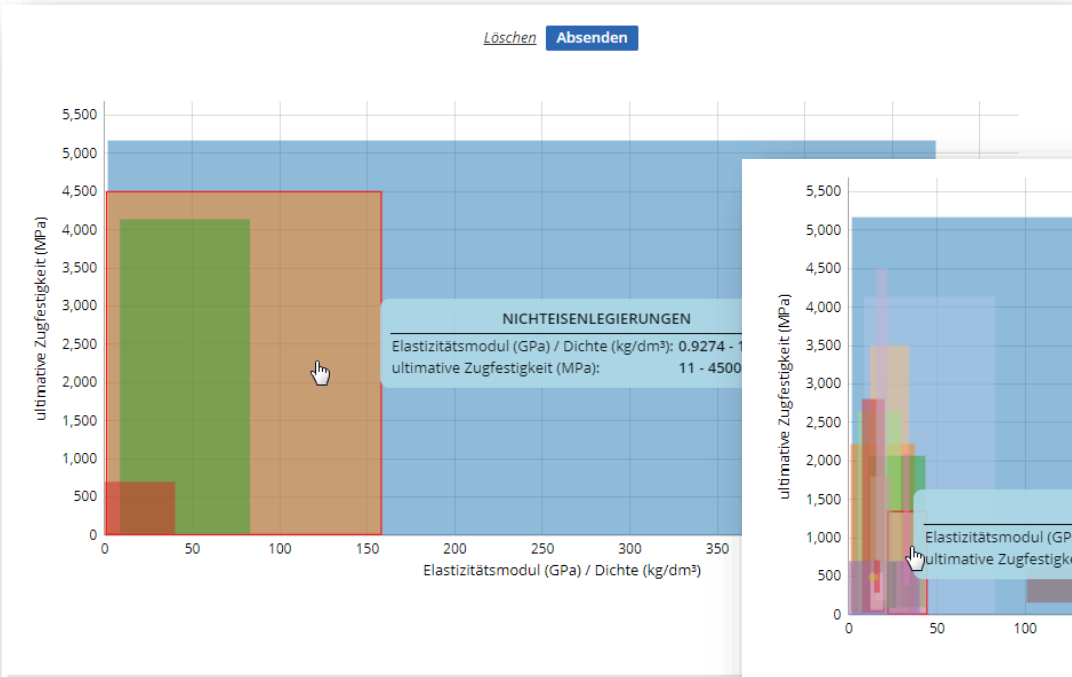 Löschen Absenden
5,500
5,000
4,500
4,000
3,500
3,000
2,500
2,000
1,500
1,000
500
0
ultimative Zugfestigkeit (MPa)
0 50 100 150 200 250 300 350
Elastizitätsmodul (GPa) / Dichte (kg/dm³)
NICHTEISENLEGIERUNGEN
Elastizitätsmodul (GPa) / Dichte (kg/dm³): 0.9274 - 1
ultimative Zugfestigkeit (MPa): 11 - 4500
5,500
5,000
4,500
4,000
3,500
3,000
2,500
2,000
1,500
1,000
500
0
ultimative Zugfestigkeit (MPa)
0 50 100
Elastizitätsmodul (GP
ultimative Zugfestigke